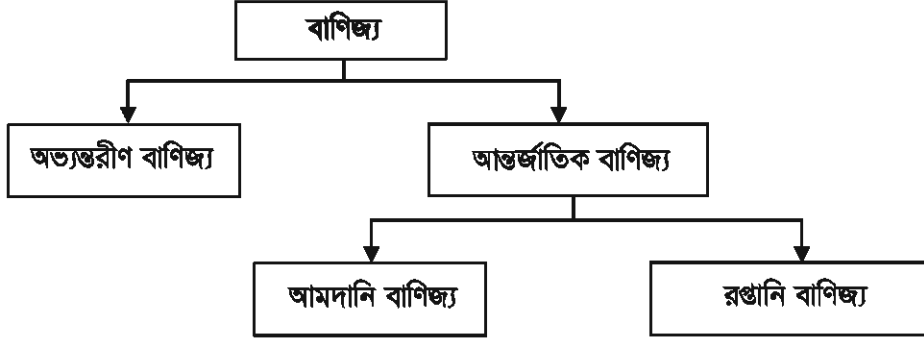 বাণিজ্য
অভ্যন্তরীণ বাণিজ্য
আন্তর্জাতিক বাণিজ্য
আমদানি বাণিজ্য
রপ্তানি বাণিজ্য